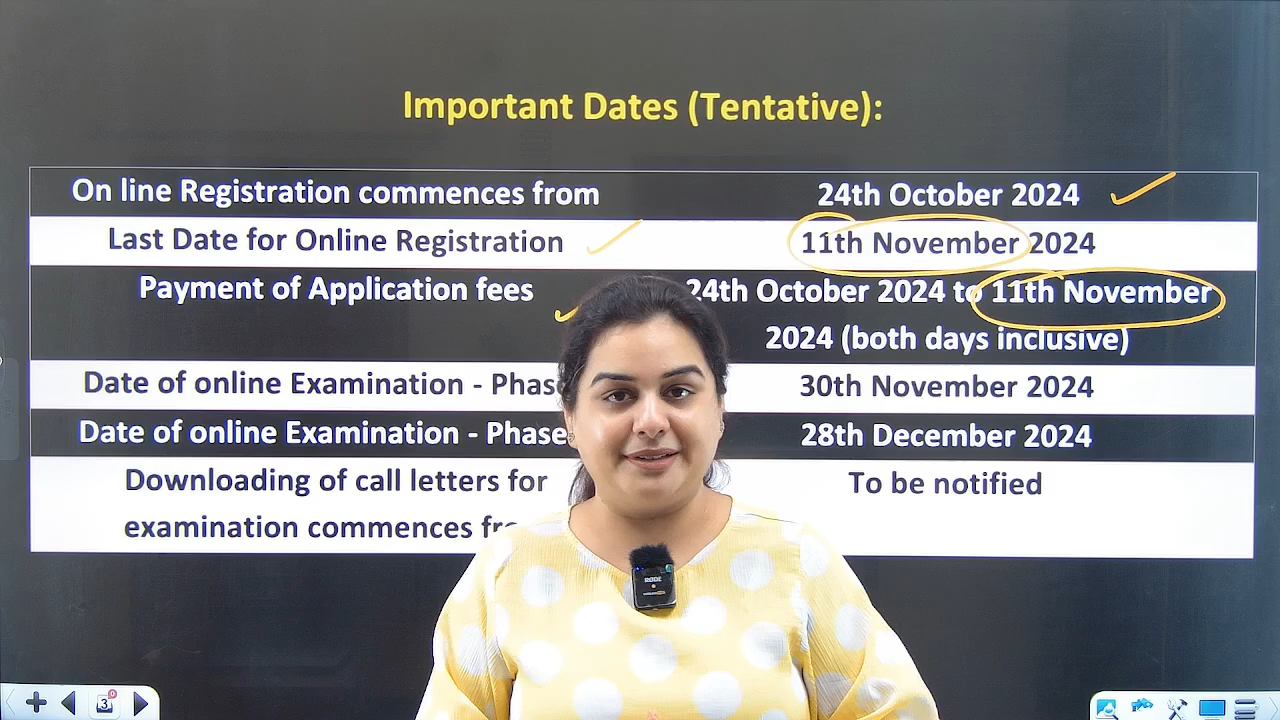 Important Dates (Tentative):
On line Registration commences from 24th October 2024
Last Date for Online Registration 11th November 2024
Payment of Application fees 24th October 2024 to 11th November
2024 (both days inclusive)
Date of online Examination - Phase 30th November 2024
Date of online Examination - Phase 28th December 2024
Downloading of call letters for To be notified
examination commences
RODE
3